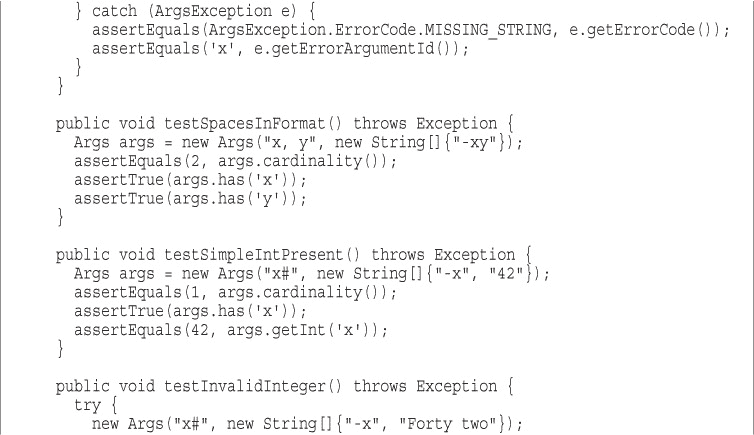 } catch (ArgsException e) {
assertEquals(ArgsException.ErrorCode.MISSING_STRING, e.getErrorCode());
assertEquals('x', e.getErrorArgumentId());
}
}
public void testSpacesInFormat() throws Exception {
Args args = new Args("x, y", new String[]{"-xy"});
assertEquals(2, args.cardinality());
assertTrue(args.has('x'));
assertTrue(args.has('y'));
}
public void testSimpleIntPresent() throws Exception {
Args args = new Args("x#", new String[]{"-x", "42"});
assertEquals(1, args.cardinality());
assertTrue(args.has('x'));
assertEquals(42, args.getInt('x'));
}
public void testInvalidInteger() throws Exception {
try {
new Args("x#", new String[]{"-x", "Forty two"});